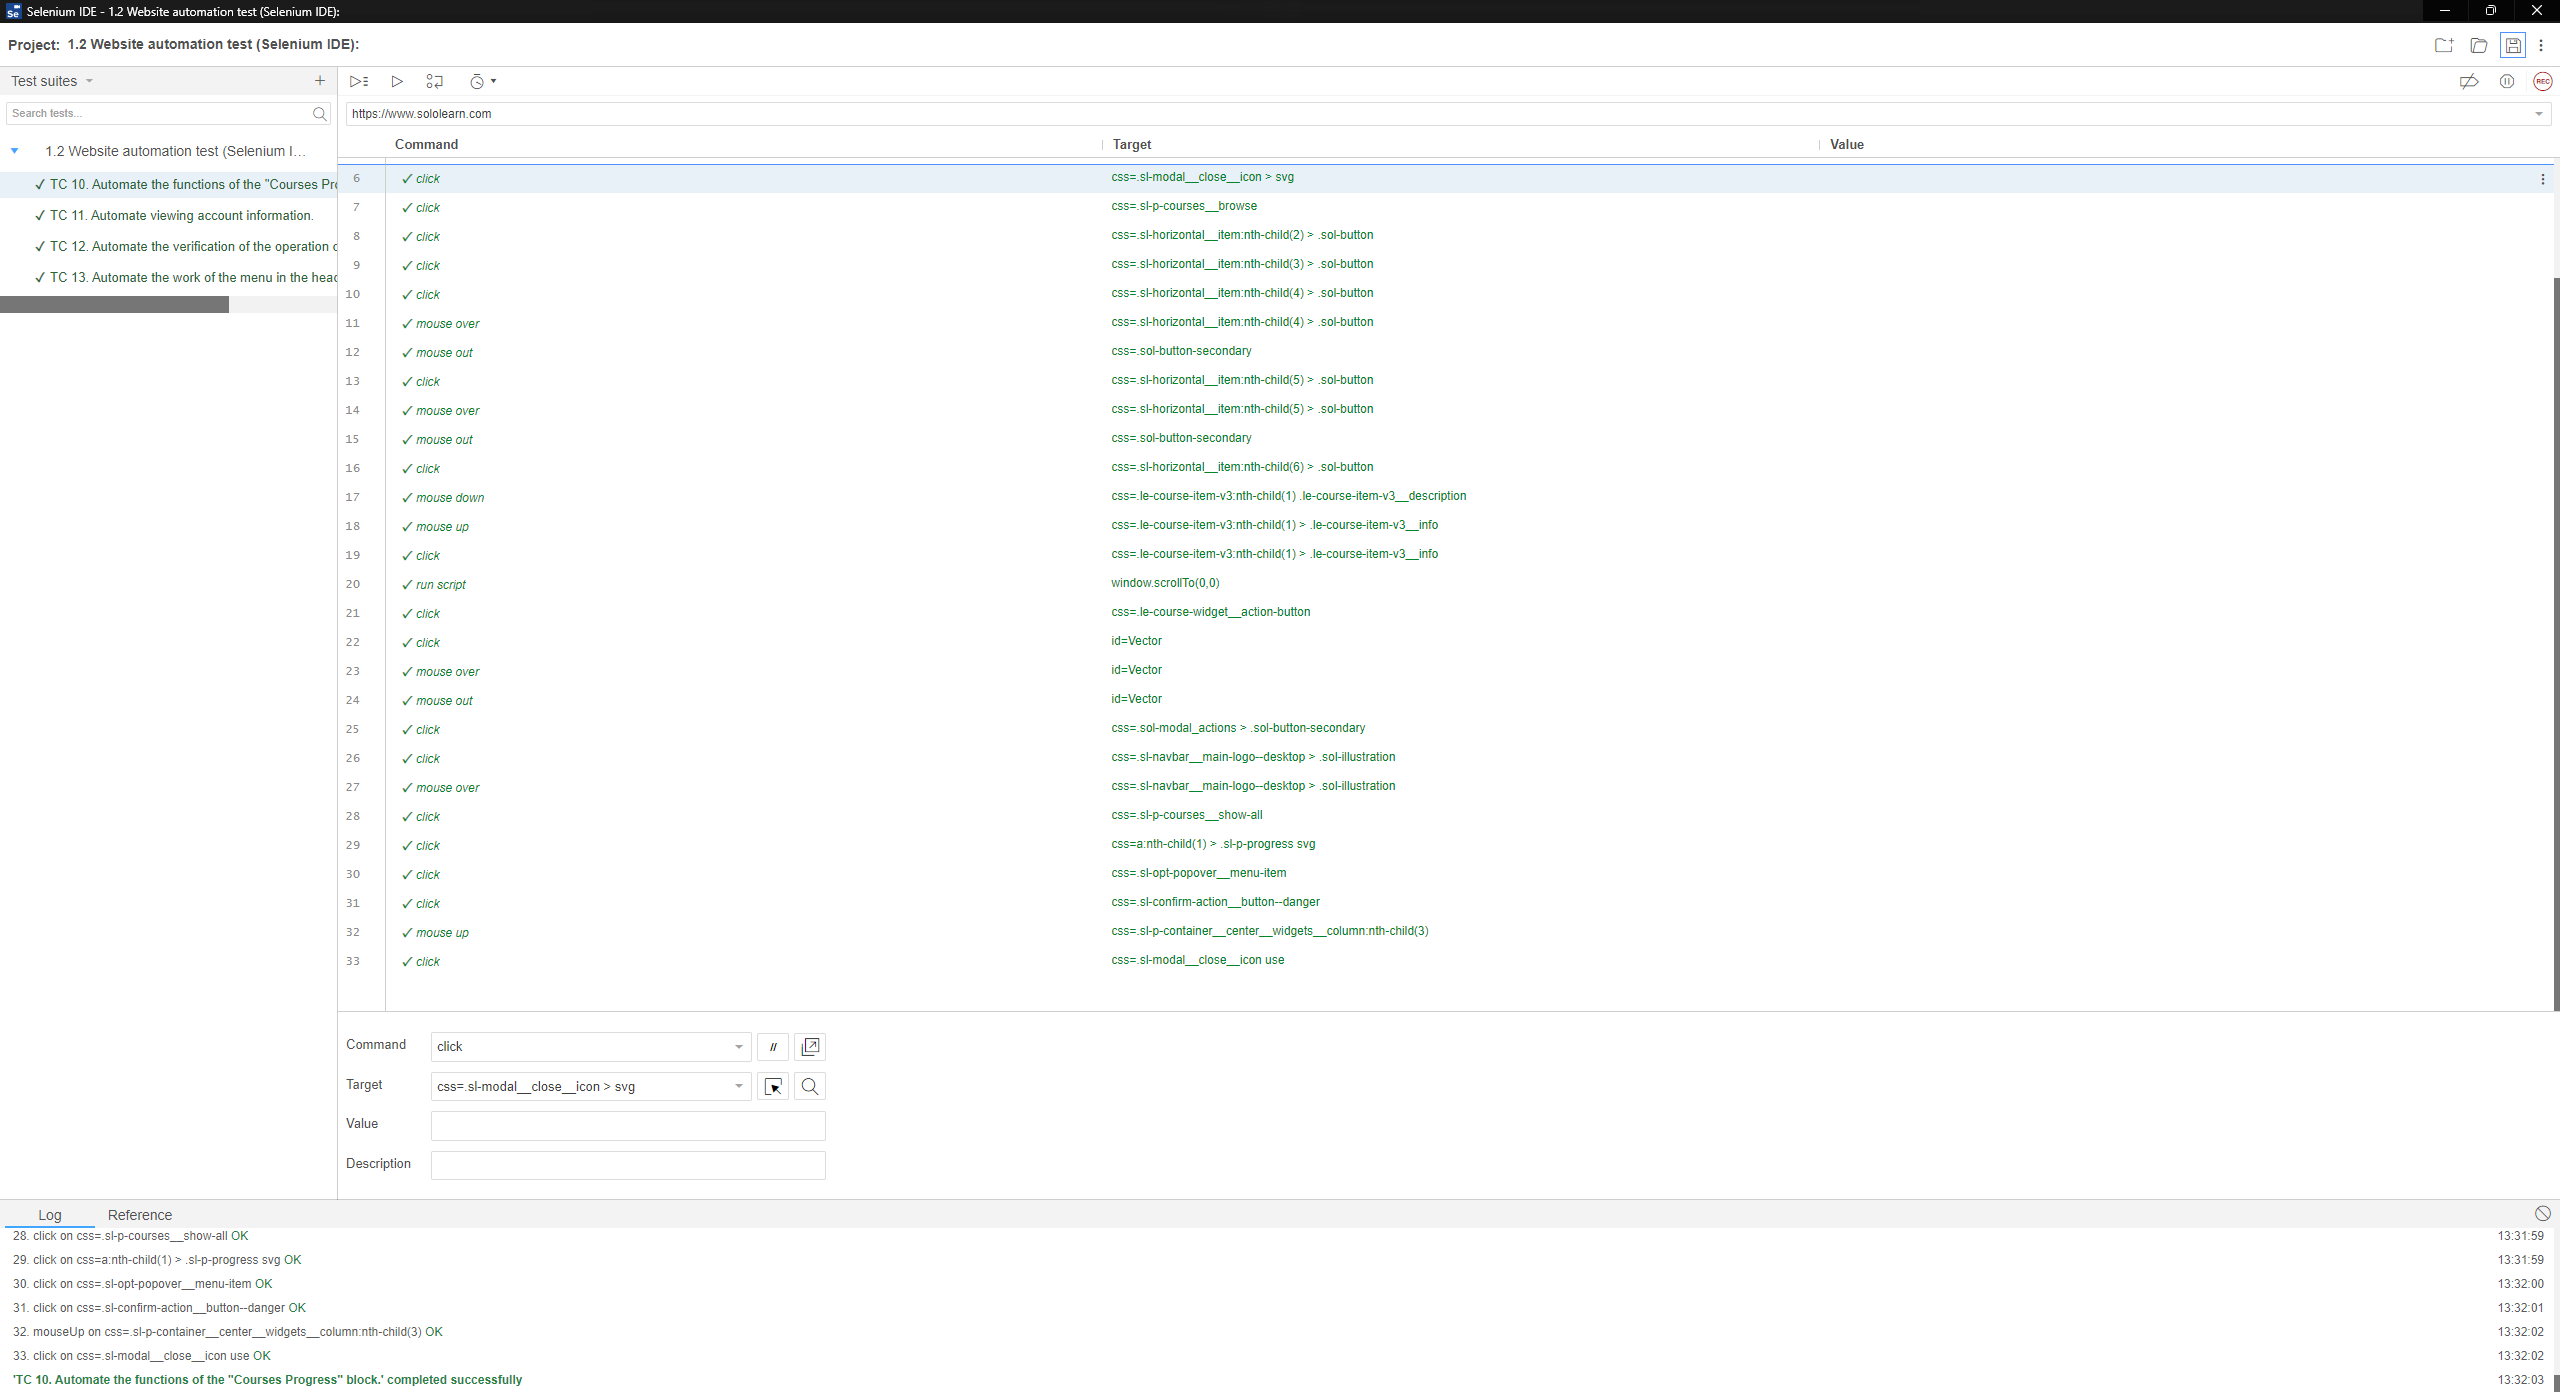 Selenium IDE - 1.2 Website automation test (Selenium IDE):
Project: 1.2 Website automation test (Selenium IDE):
Test suites
+
REC
Search tests...
https://www.sololearn.com
Command Target Value
1.2 Website automation test (Selenium I...
✓ TC 10. Automate the functions of the "Courses Pr
✓ TC 11. Automate viewing account information.
✓ TC 12. Automate the verification of the operation
✓ TC 13. Automate the work of the menu in the
6 ✓ click css=.sl-modal__close__icon > svg
7 ✓ click css=.sl-p-courses__browse
8 ✓ click css=.sl-horizontal__item:nth-child(2) > .sol-button
9 ✓ click css=.sl-horizontal__item:nth-child(3) > .sol-button
10 ✓ click css=.sl-horizontal__item:nth-child(4) > .sol-button
11 ✓ mouse over css=.sl-horizontal__item:nth-child(4) > .sol-button
12 ✓ mouse out css=.sol-button-secondary
13 ✓ click css=.sl-horizontal__item:nth-child(5) > .sol-button
14 ✓ mouse over css=.sl-horizontal__item:nth-child(5) > .sol-button
15 ✓ mouse out css=.sol-button-secondary
16 ✓ click css=.sl-horizontal__item:nth-child(6) > .sol-button
17 ✓ mouse down css=.le-course-item-v3:nth-child(1) .le-course-item-v3__description
18 ✓ mouse up css=.le-course-item-v3:nth-child(1) > .le-course-item-v3__info
19 ✓ click css=.le-course-item-v3:nth-child(1) > .le-course-item-v3__info
20 ✓ run script window.scrollTo(0,0)
21 ✓ click css=.le-course-widget__action-button
22 ✓ click id=Vector
23 ✓ mouse over id=Vector
24 ✓ mouse out id=Vector
25 ✓ click css=.sol-modal_actions > .sol-button-secondary
26 ✓ click css=.sl-navbar__main-logo--desktop > .sol-illustration
27 ✓ mouse over css=.sl-navbar__main-logo--desktop > .sol-illustration
28 ✓ click css=.sl-p-courses__show-all
29 ✓ click css=a:nth-child(1) > .sl-p-progress svg
30 ✓ click css=.sl-opt-popover__menu-item
31 ✓ click css=.sl-confirm-action__button--danger
32 ✓ mouse up css=.sl-p-container__center__widgets__column:nth-child(3)
33 ✓ click css=.sl-modal__close__icon use
Command click //
Target css=.sl-modal__close__icon > svg
Value
Description
Log Reference
28. click on css=.sl-p-courses__show-all OK 13:31:59
29. click on css=a:nth-child(1) > .sl-p-progress svg OK 13:31:59
30. click on css=.sl-opt-popover__menu-item OK 13:32:00
31. click on css=.sl-confirm-action__button--danger OK 13:32:01
32. mouseUp on css=.sl-p-container__center__widgets__column:nth-child(3) OK 13:32:02
33. click on css=.sl-modal__close__icon use OK 13:32:02
'TC 10. Automate the functions of the "Courses Progress" block.' completed successfully 13:32:03